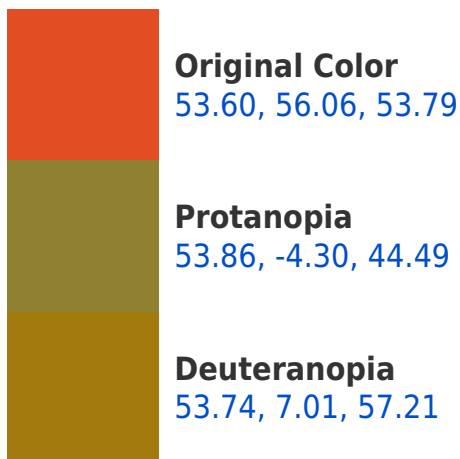 Original Color
53.60, 56.06, 53.79
Protanopia
53.86, -4.30, 44.49
Deuteranopia
53.74, 7.01, 57.21